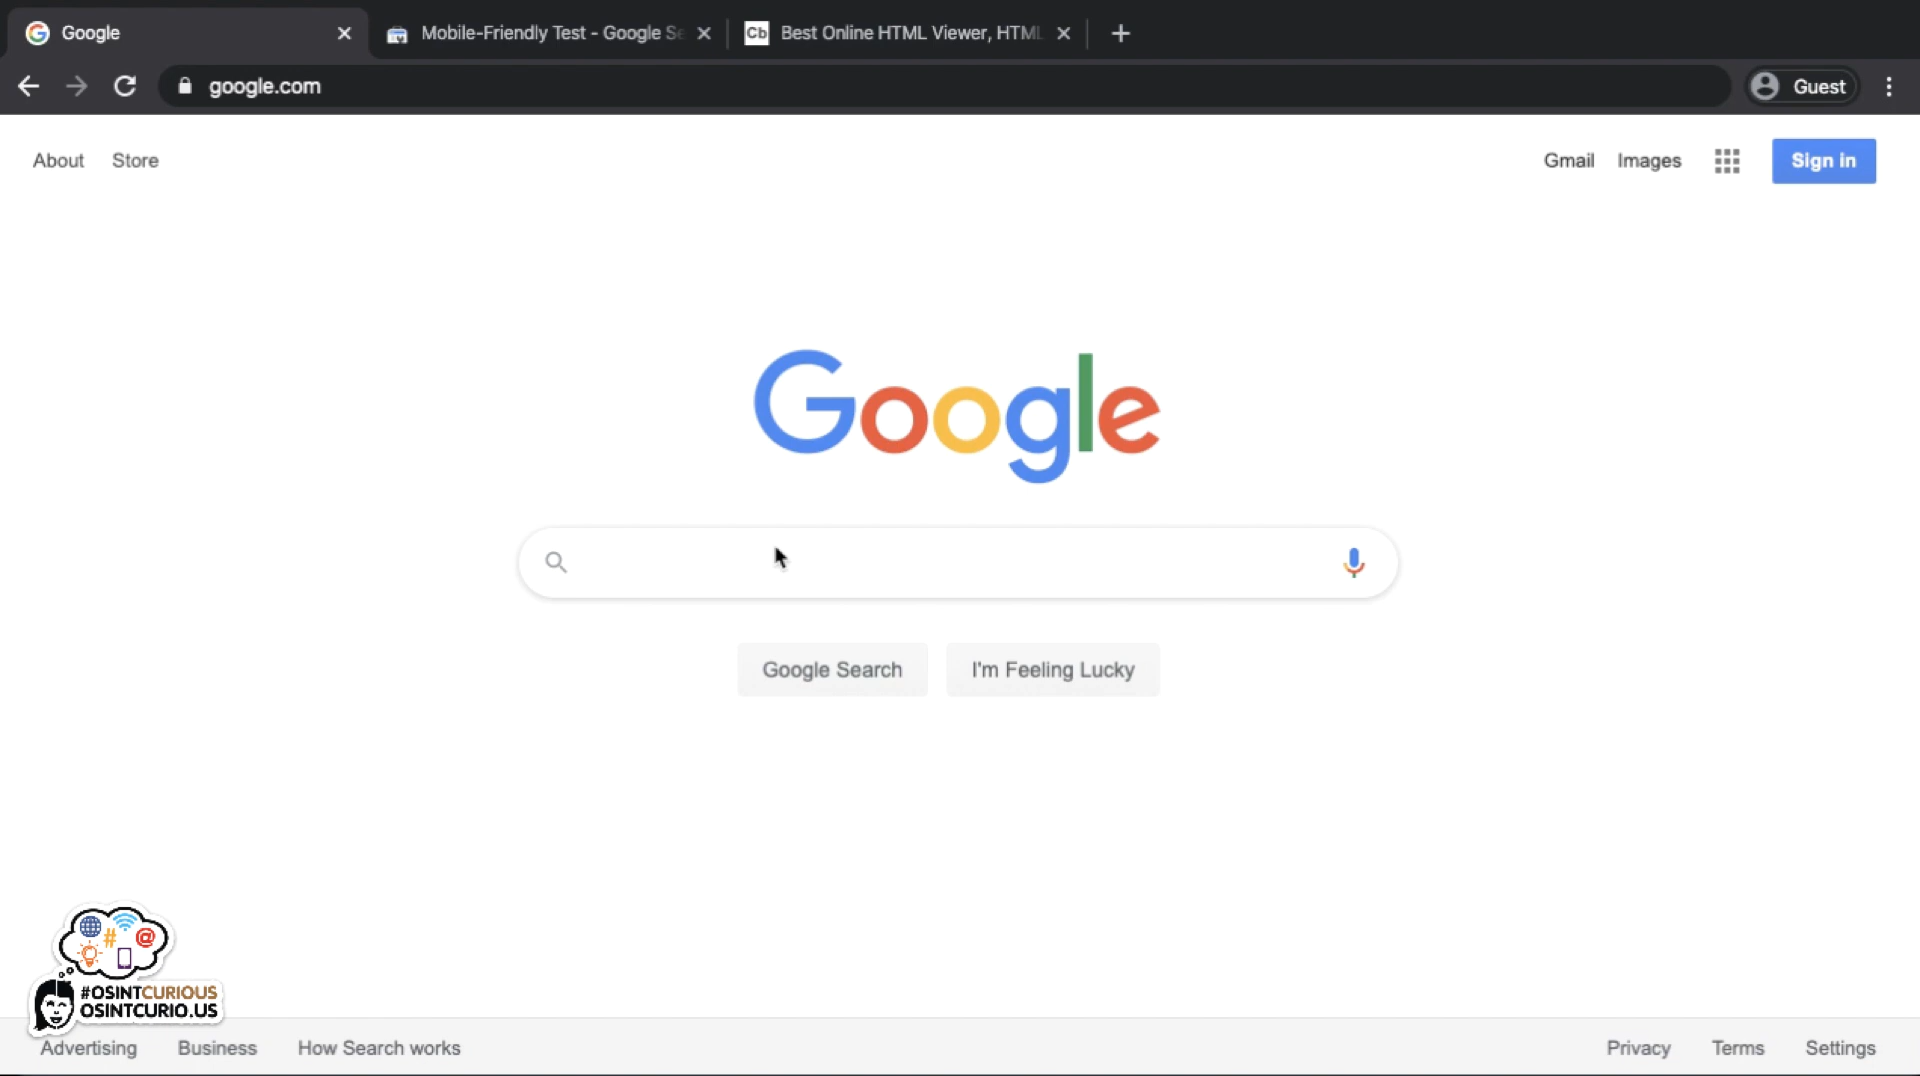 Google
Mobile-Friendly Test - Google Se
Cb Best Online HTML Viewer, HTML
google.com
Guest
About Store
Gmail Images Sign in
Google
Google Search I'm Feeling Lucky
#OSINTCURIOUS
OSINTCURIO.US
Advertising Business How Search works
Privacy Terms Settings